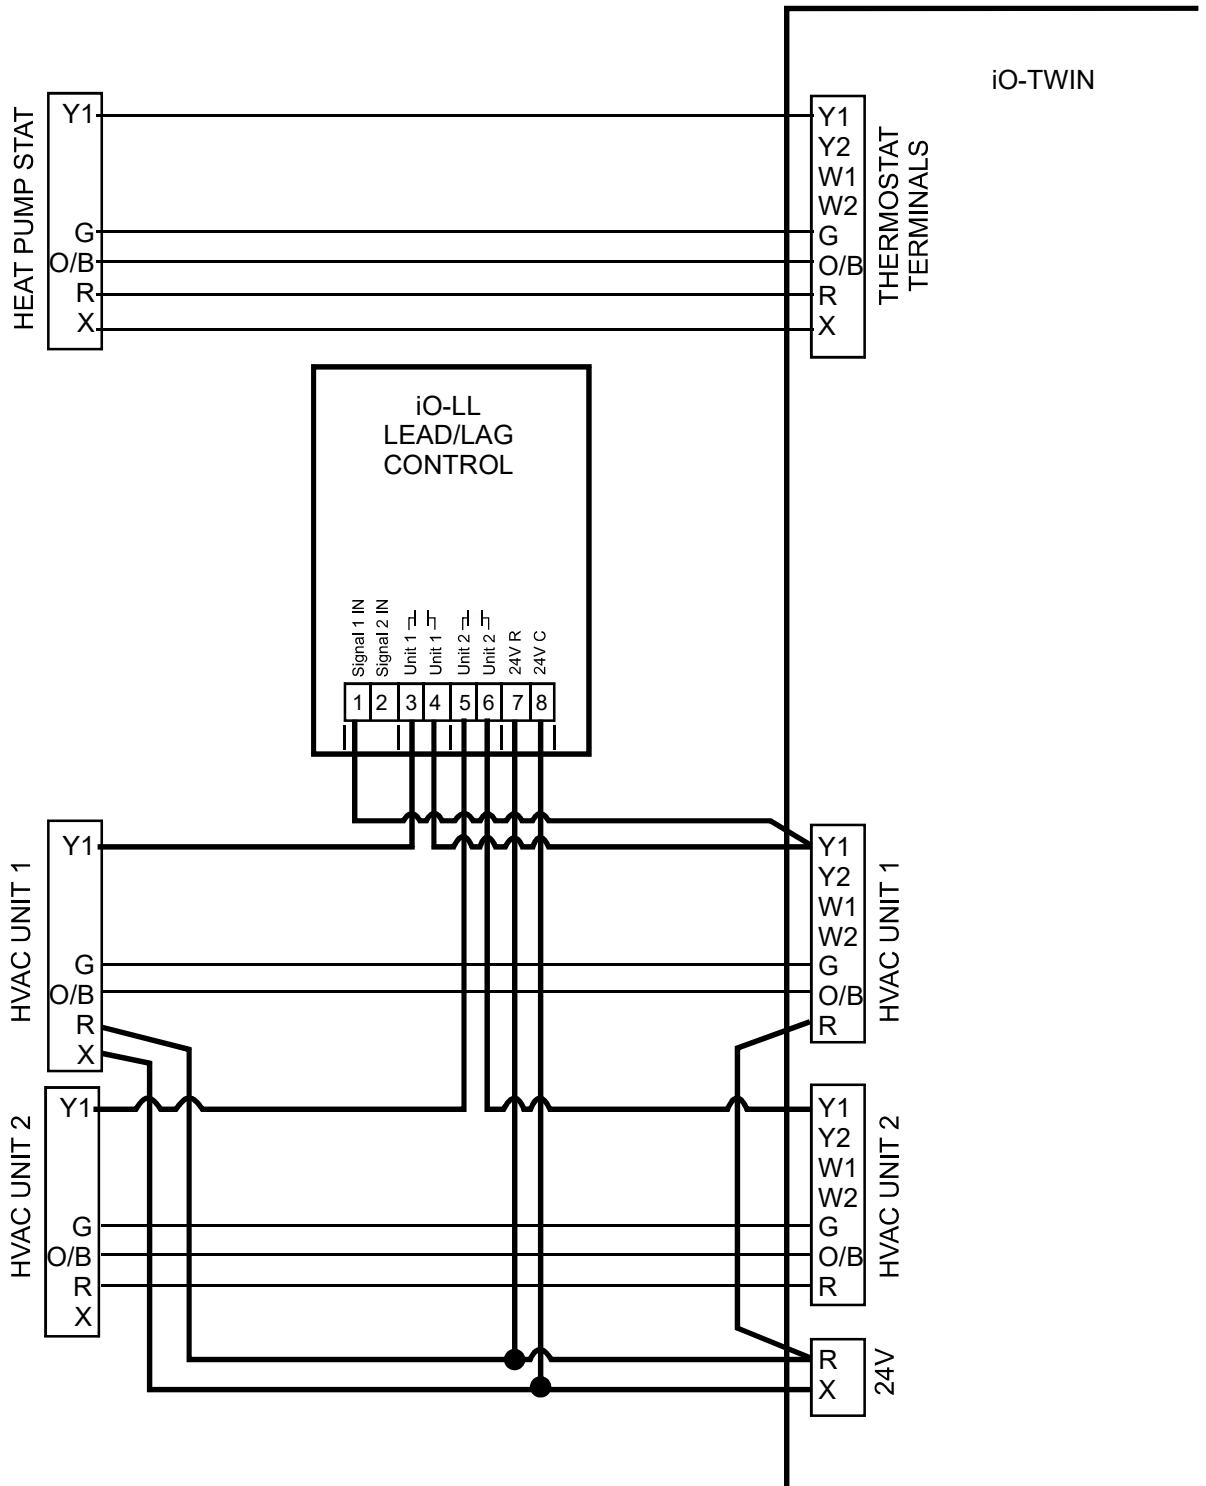 iO-TWIN
HEAT PUMP STAT
Y1
G
O/B
R
X
Y1
Y2
W1
W2
G
O/B
R
X
THERMOSTAT
TERMINALS
iO-LL
LEAD/LAG
CONTROL
Signal 1 IN
Signal 2 IN
Unit 1
Unit 1
Unit 2
Unit 2
24V R
24V C
1 2 3 4 5 6 7 8
HVAC UNIT 1
Y1
G
O/B
R
X
Y1
Y2
W1
W2
G
O/B
R
HVAC UNIT 1
HVAC UNIT 2
Y1
G
O/B
R
X
Y1
Y2
W1
W2
G
O/B
R
HVAC UNIT 2
R
X
24V